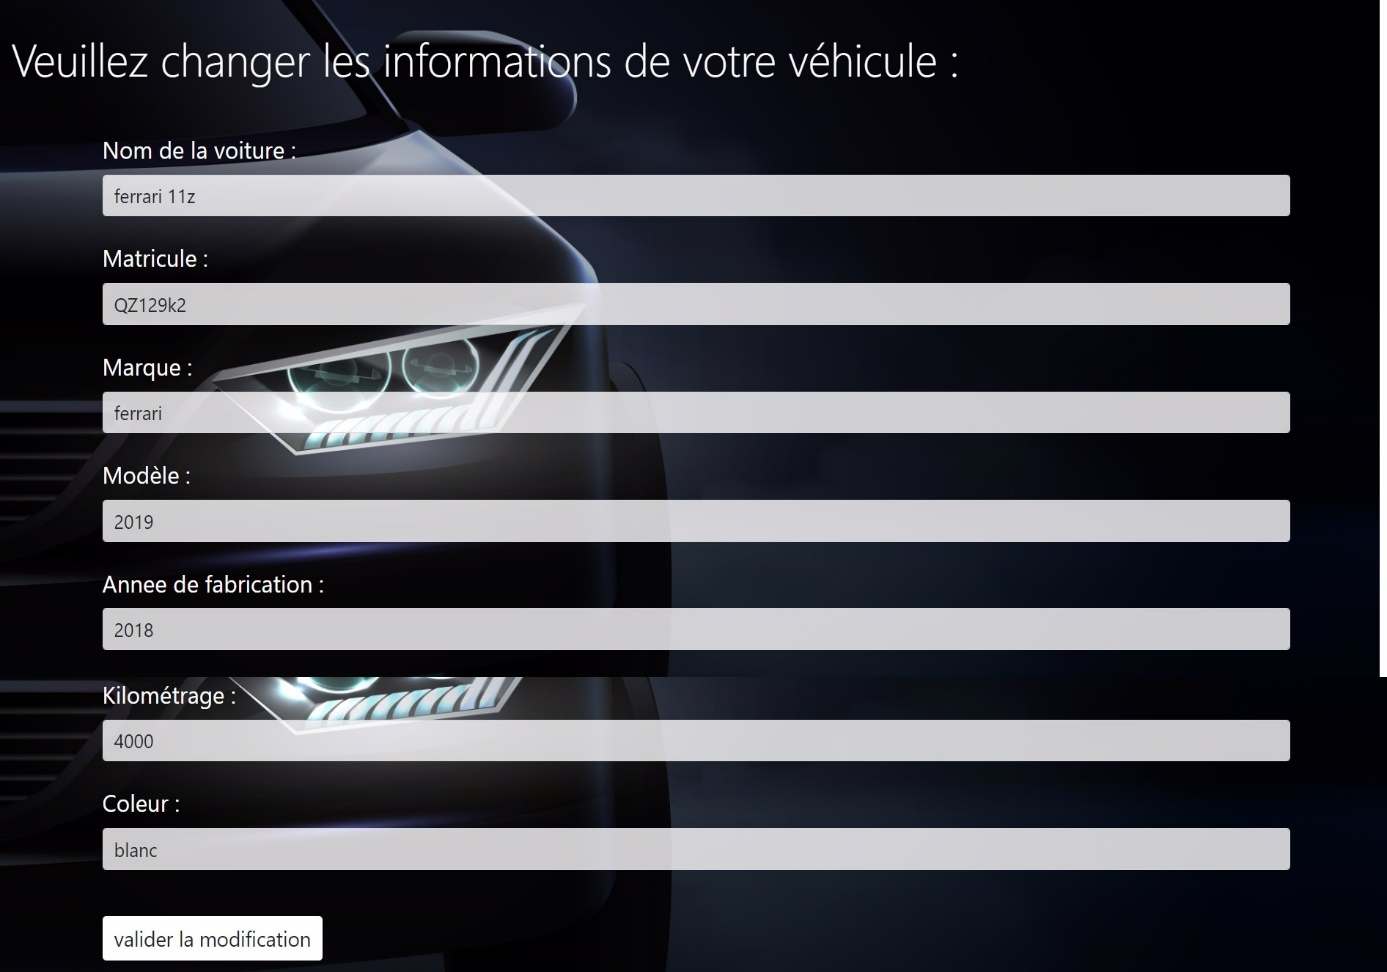 Veuillez changer les informations de votre véhicule :
Nom de la voiture :
ferrari 11z
Matricule :
QZ129k2
Marque :
ferrari
Modèle :
2019
Annee de fabrication :
2018
Kilométrage :
4000
Coleur :
blanc
valider la modification